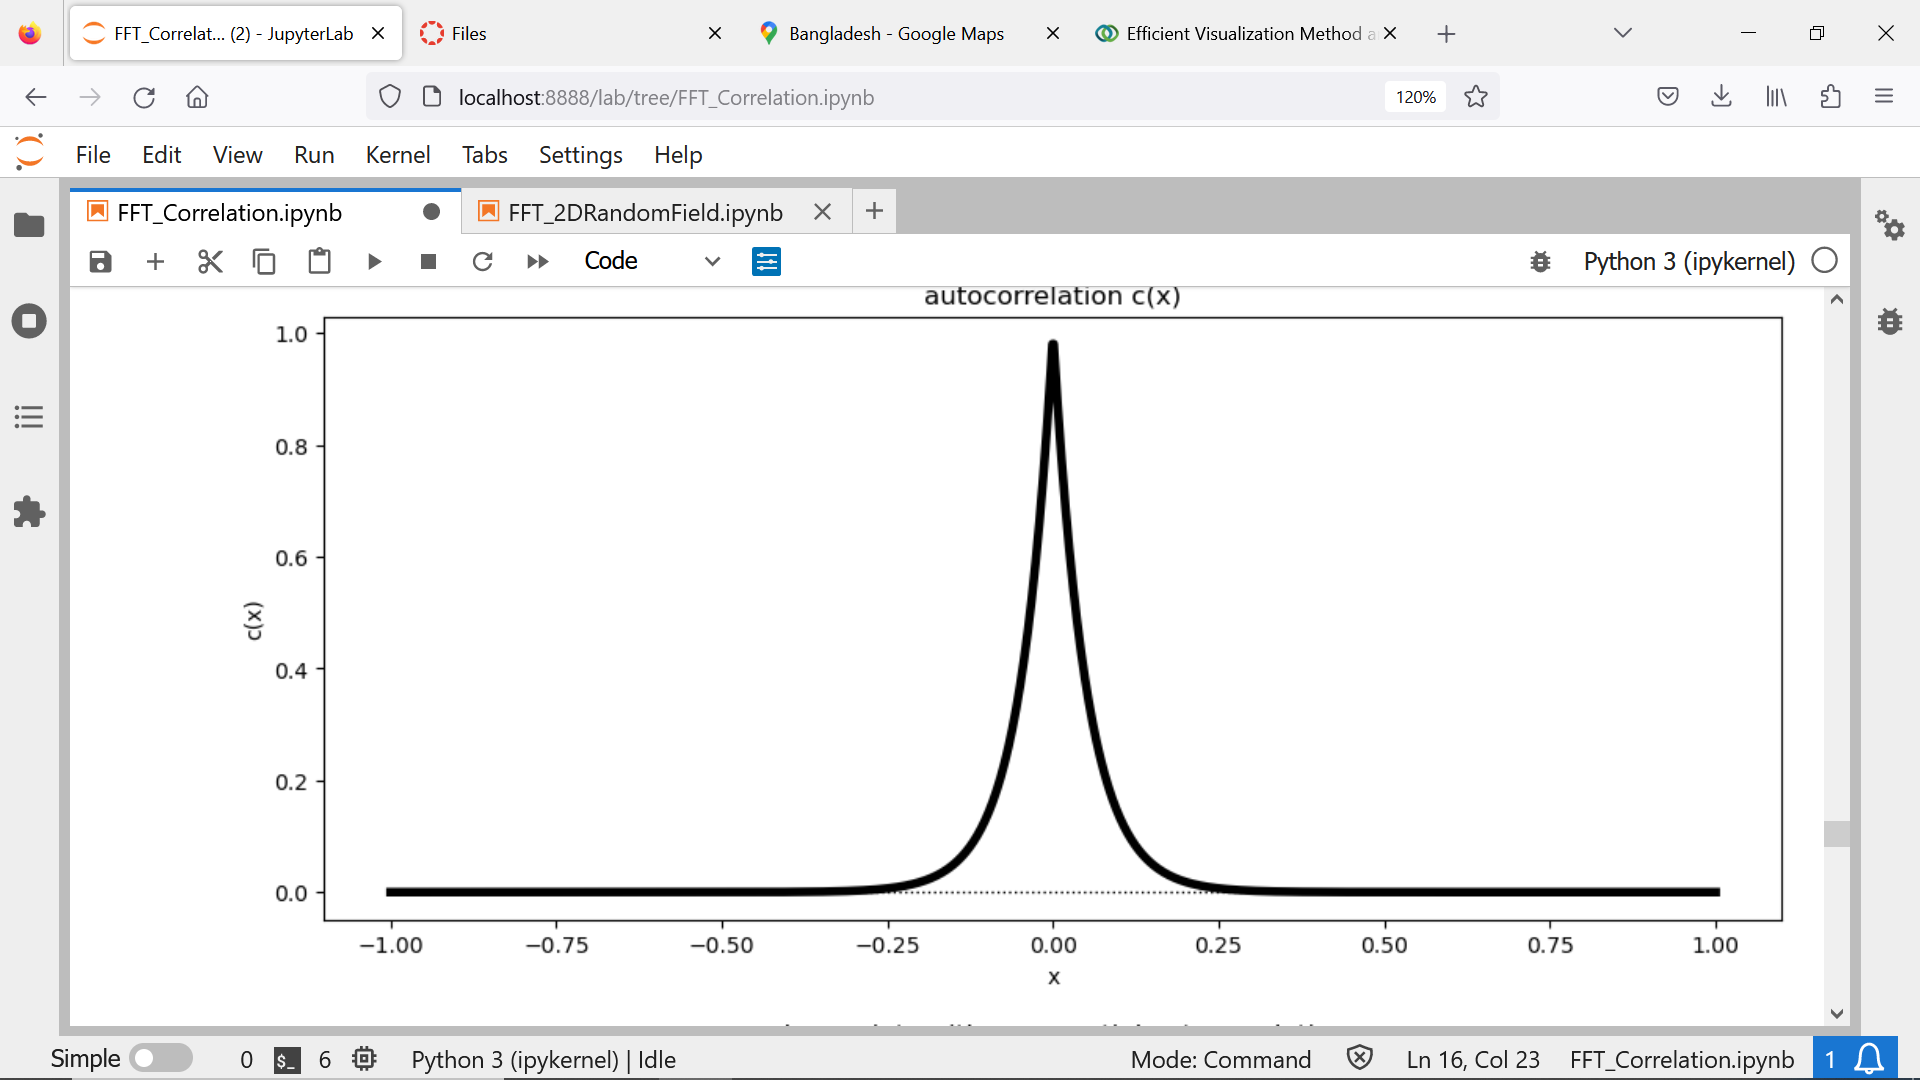 FFT_Correlat... (2) - JupyterLab
Files
Bangladesh - Google Maps
Efficient Visualization Method a
localhost:8888/lab/tree/FFT_Correlation.ipynb
120%
File Edit View Run Kernel Tabs Settings Help
FFT_Correlation.ipynb
FFT_2DRandomField.ipynb
Code
Python 3 (ipykernel)
autocorrelation c(x)
1.0
0.8
0.6
0.4
0.2
0.0
c(x)
−1.00 −0.75 −0.50 −0.25 0.00 0.25 0.50 0.75 1.00
x
Simple 0 $_ 6 Python 3 (ipykernel) | Idle Mode: Command Ln 16, Col 23 FFT_Correlation.ipynb 1